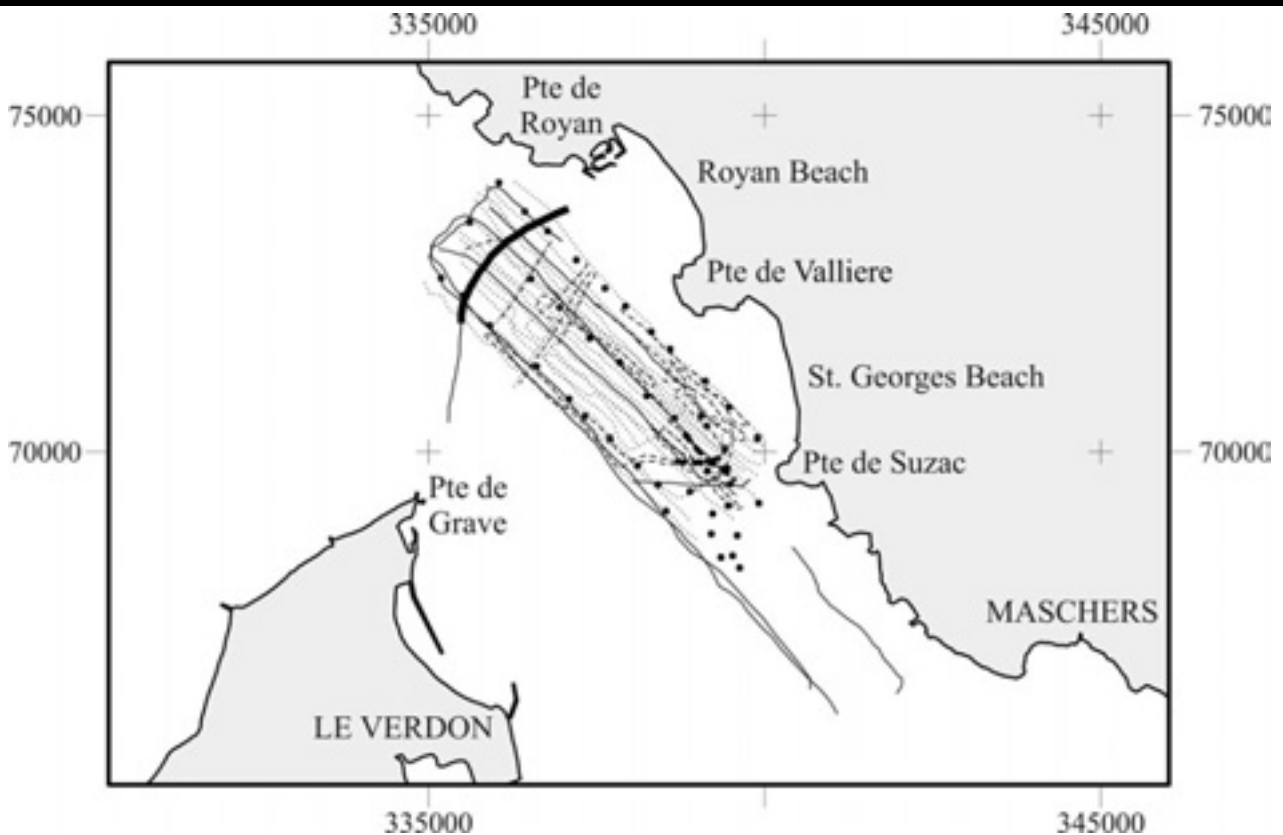 335000 345000
Pte de
Royan
75000 75000
Royan Beach
Pte de Valliere
St. Georges Beach
70000 70000
Pte de Suzac
Pte de
Grave
MASCHERS
LE VERDON
335000 345000